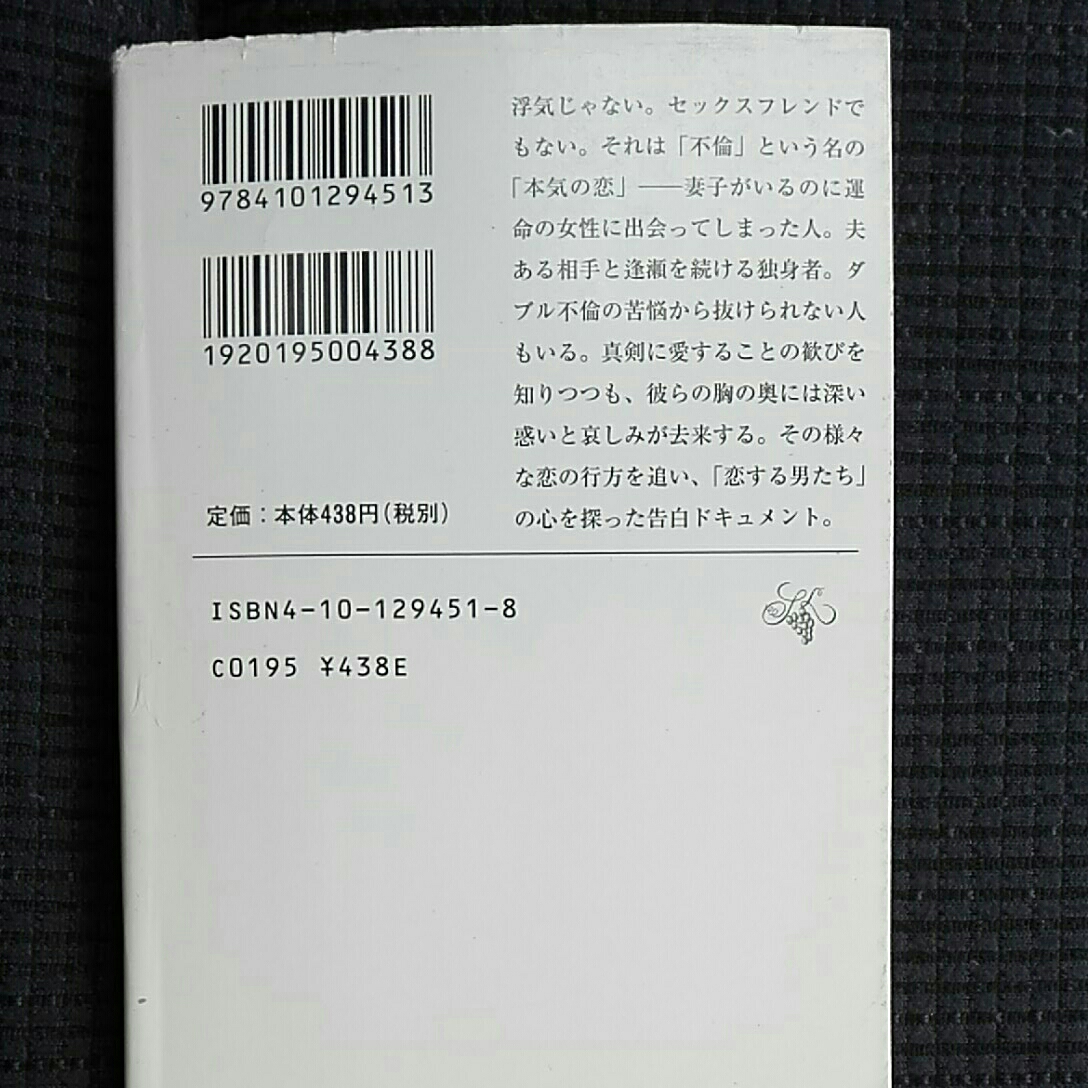 9784101294513
1920195004388
定価：本体438円(税別)
浮気じゃない。セックスフレンドで
もない。それは「不倫」という名の
「本気の恋」――妻子がいるのに運
命の女性に出会ってしまった人。夫
ある相手と逢瀬を続ける独身者。ダ
ブル不倫の苦悩から抜けられない人
もいる。真剣に愛することの歓びを
知りつつも、彼らの胸の奥には深い
惑いと哀しみが去来する。その様々
な恋の行方を追い、「恋する男たち」
の心を探った告白ドキュメント。
ISBN4-10-129451-8
C0195 ¥438E